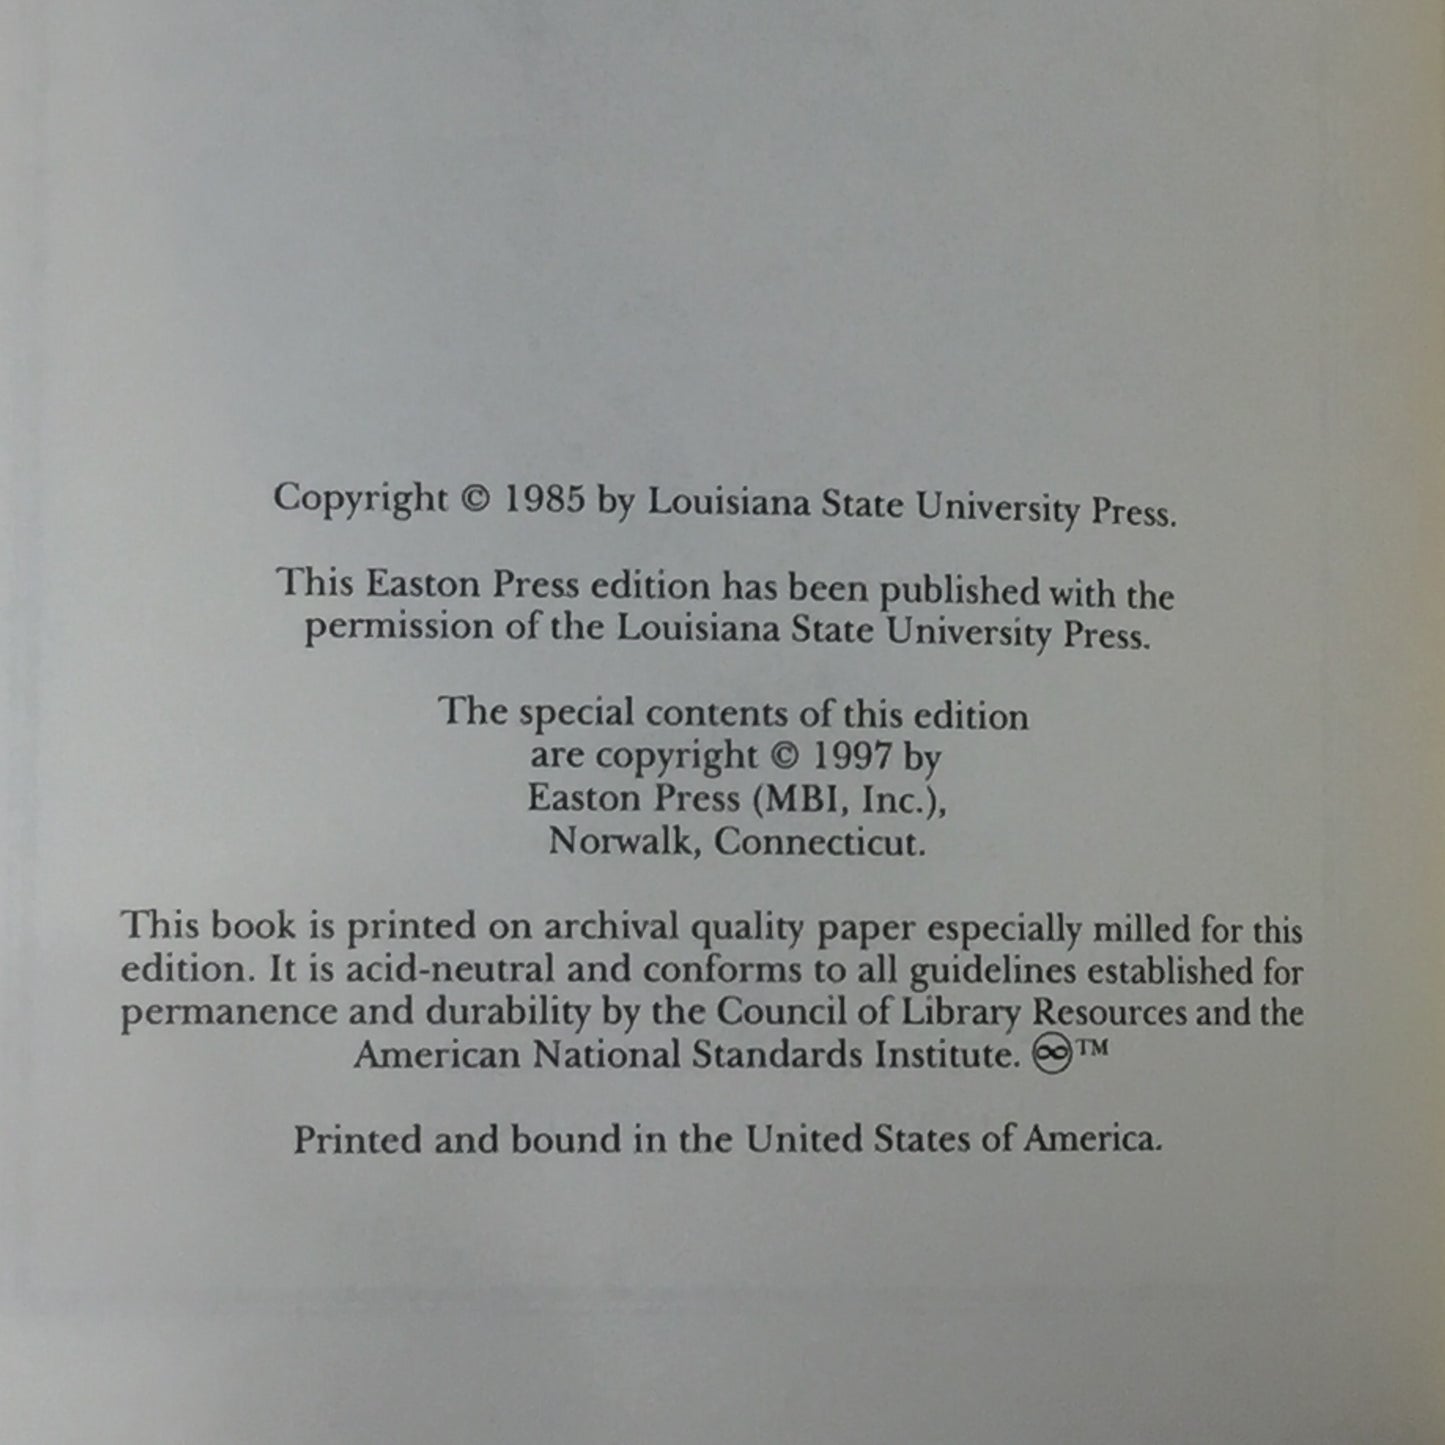 Copyright © 1985 by Louisiana State University Press.
This Easton Press edition has been published with the
permission of the Louisiana State University Press.
The special contents of this edition
are copyright © 1997 by
Easton Press (MBI, Inc.),
Norwalk, Connecticut.
This book is printed on archival quality paper especially milled for this
edition. It is acid-neutral and conforms to all guidelines established for
permanence and durability by the Council of Library Resources and the
American National Standards Institute. ♾™
Printed and bound in the United States of America.